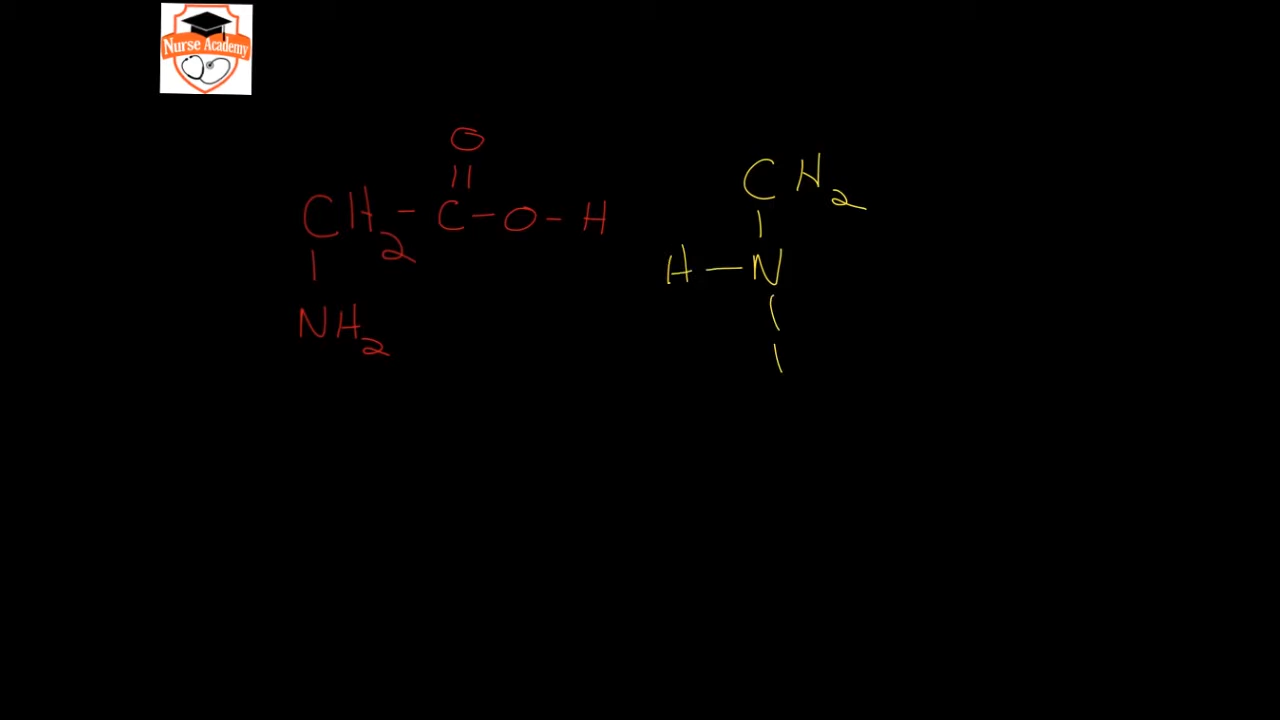 Nurse Academy
O
||
CH2 - C - O - H
|
NH2
CH2
|
H - N
|
|